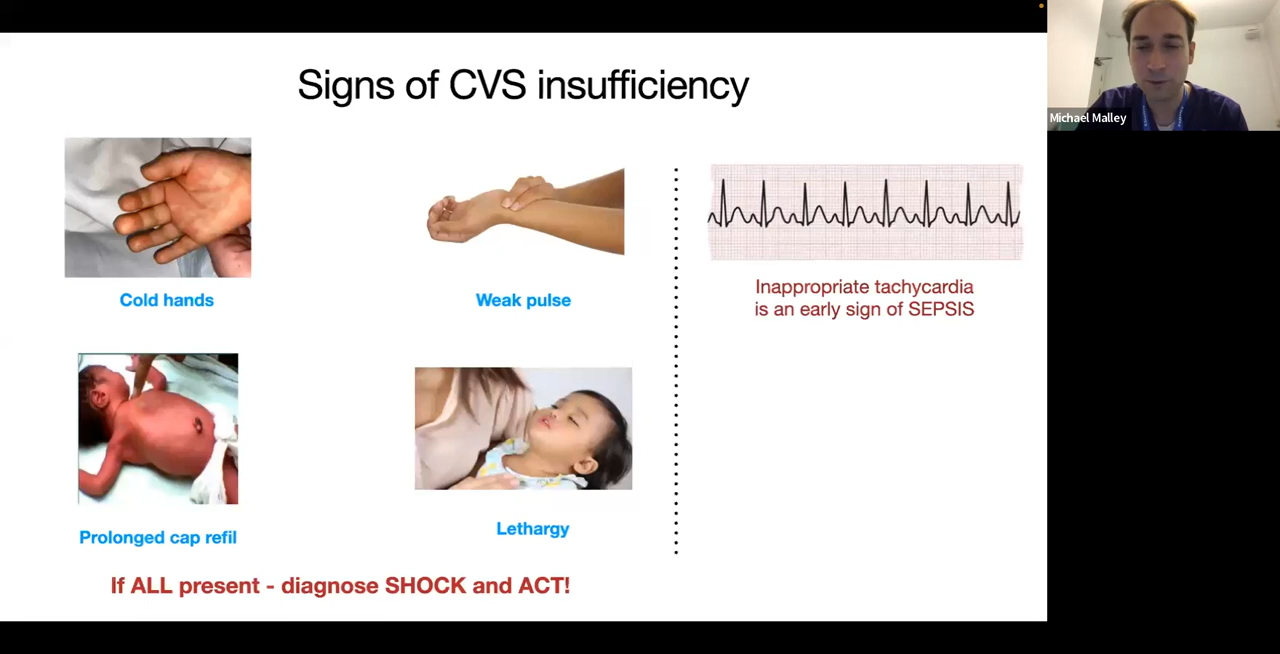 Signs of CVS insufficiency
Michael Malley
Cold hands
Weak pulse
Inappropriate tachycardia
is an early sign of SEPSIS
Prolonged cap refil
Lethargy
If ALL present - diagnose SHOCK and ACT!